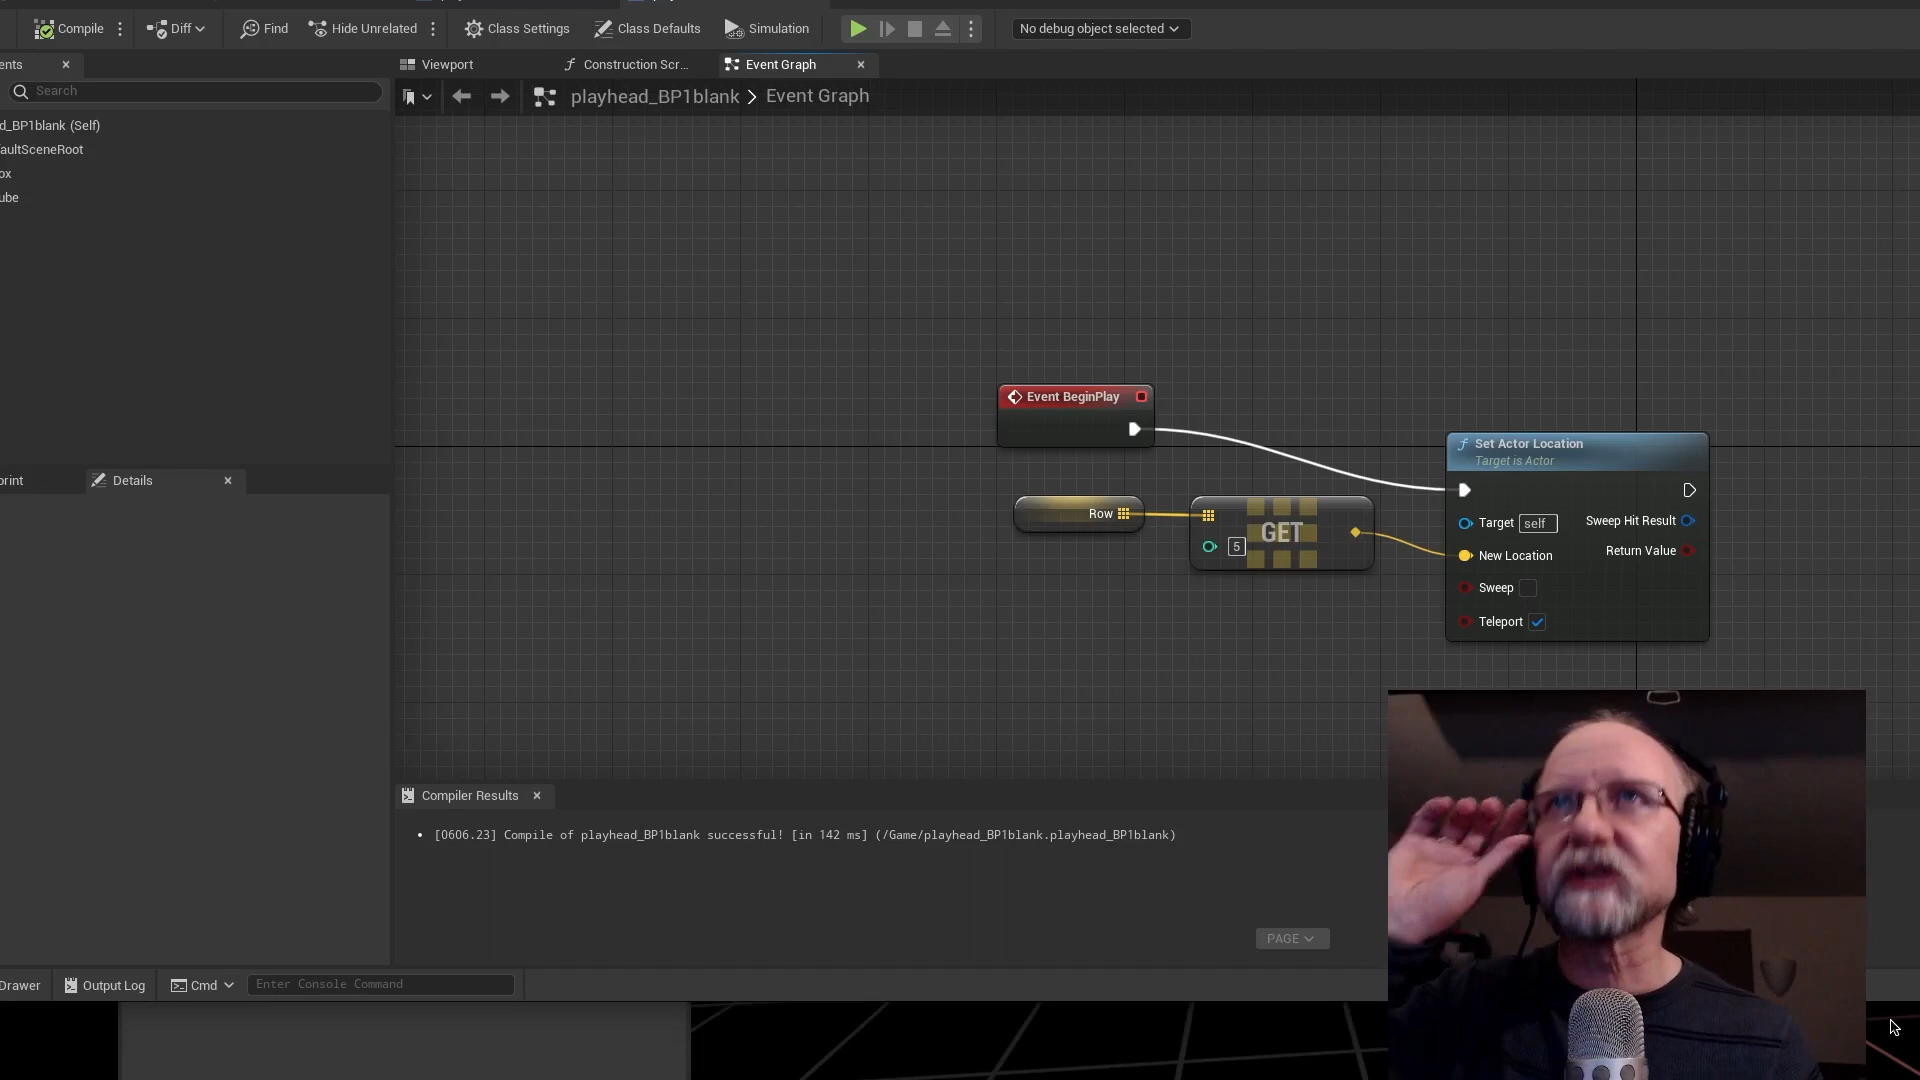 Compile
Diff
Find
Hide Unrelated
Class Settings
Class Defaults
Simulation
No debug object selected
ents
Viewport
Construction Scr...
Event Graph
Search
playhead_BP1blank > Event Graph
d_BP1blank (Self)
aultSceneRoot
ox
ube
Event BeginPlay
Set Actor Location
Target is Actor
Row
GET
5
Target
self
Sweep Hit Result
New Location
Return Value
Sweep
Teleport
print
Details
Compiler Results
[0606.23] Compile of playhead_BP1blank successful! [in 142 ms] (/Game/playhead_BP1blank.playhead_BP1blank)
PAGE
Drawer
Output Log
Cmd
Enter Console Command